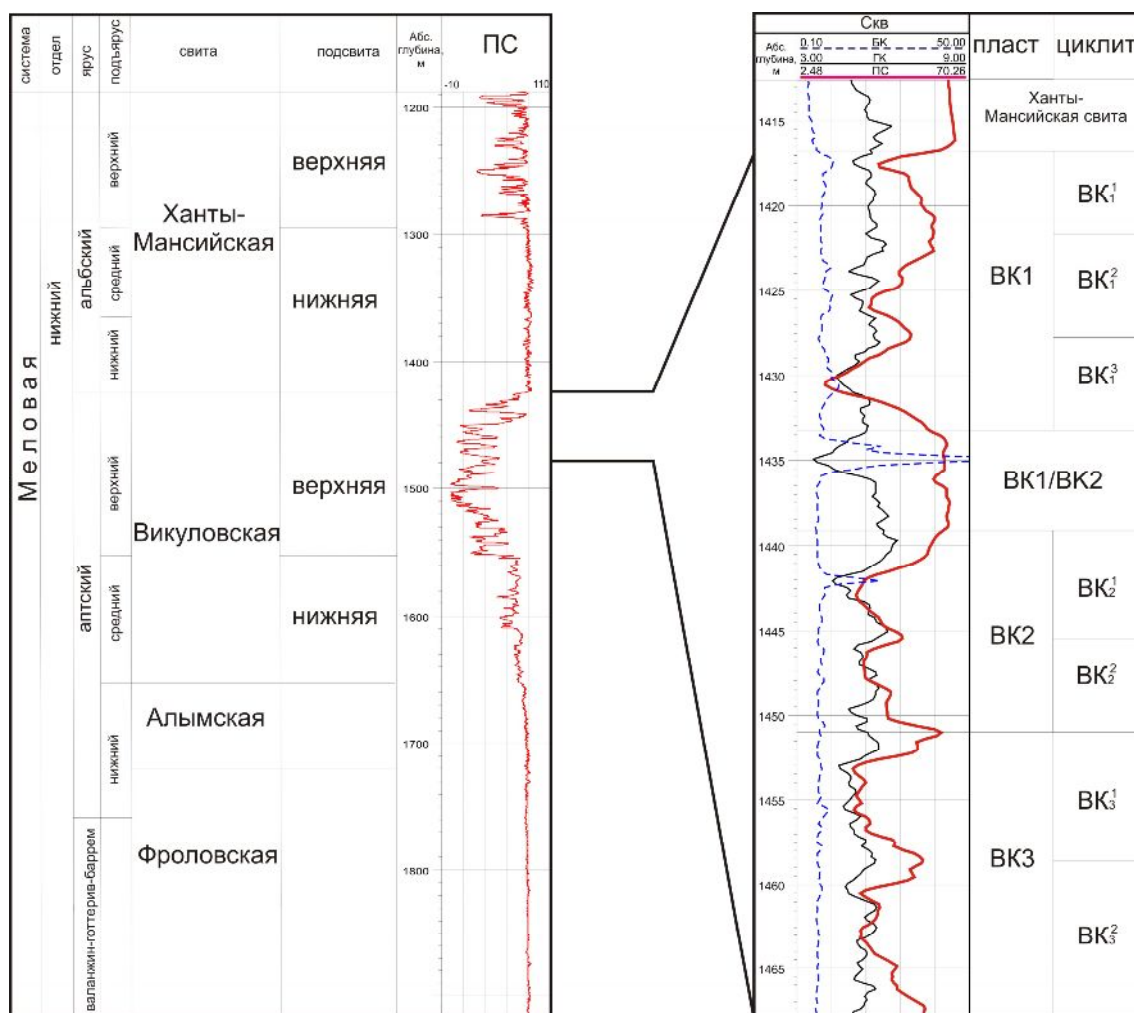 система
отдел
ярус
подъярус
свита
подсвита
Абс.
глубина,
м
ПС
-10
110
Меловая
нижний
альбский
верхний
средний
нижний
Ханты-
Мансийская
верхняя
нижняя
аптский
верхний
средний
нижний
Викуловская
верхняя
нижняя
Алымская
валанжин-готтерив-баррем
Фроловская
1200
1300
1400
1500
1600
1700
1800
Скв
Абс.
глубина,
м
0.10 БК 50.00
3.00 ГК 9.00
2.48 ПС 70.26
пласт
циклит
1415
1420
1425
1430
1435
1440
1445
1450
1455
1460
1465
Ханты-
Мансийская свита
ВК1
ВК₁¹
ВК₁²
ВК₁³
ВК1/ВК2
ВК2
ВК₂¹
ВК₂²
ВК3
ВК₃¹
ВК₃²